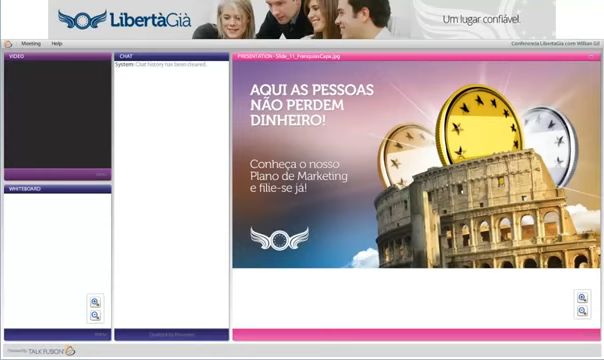 LibertàGià
Um lugar confiável.
Meeting Help
Conferencia LibertaGia com Willian Gil
VIDEO
CHAT
System: Chat history has been cleared.
PRESENTATION - Slide_11_FranquiasCapa.jpg
AQUI AS PESSOAS
NÃO PERDEM
DINHEIRO!
Conheça o nosso
Plano de Marketing
e filie-se já!
WHITEBOARD
Powered by TALK FUSION